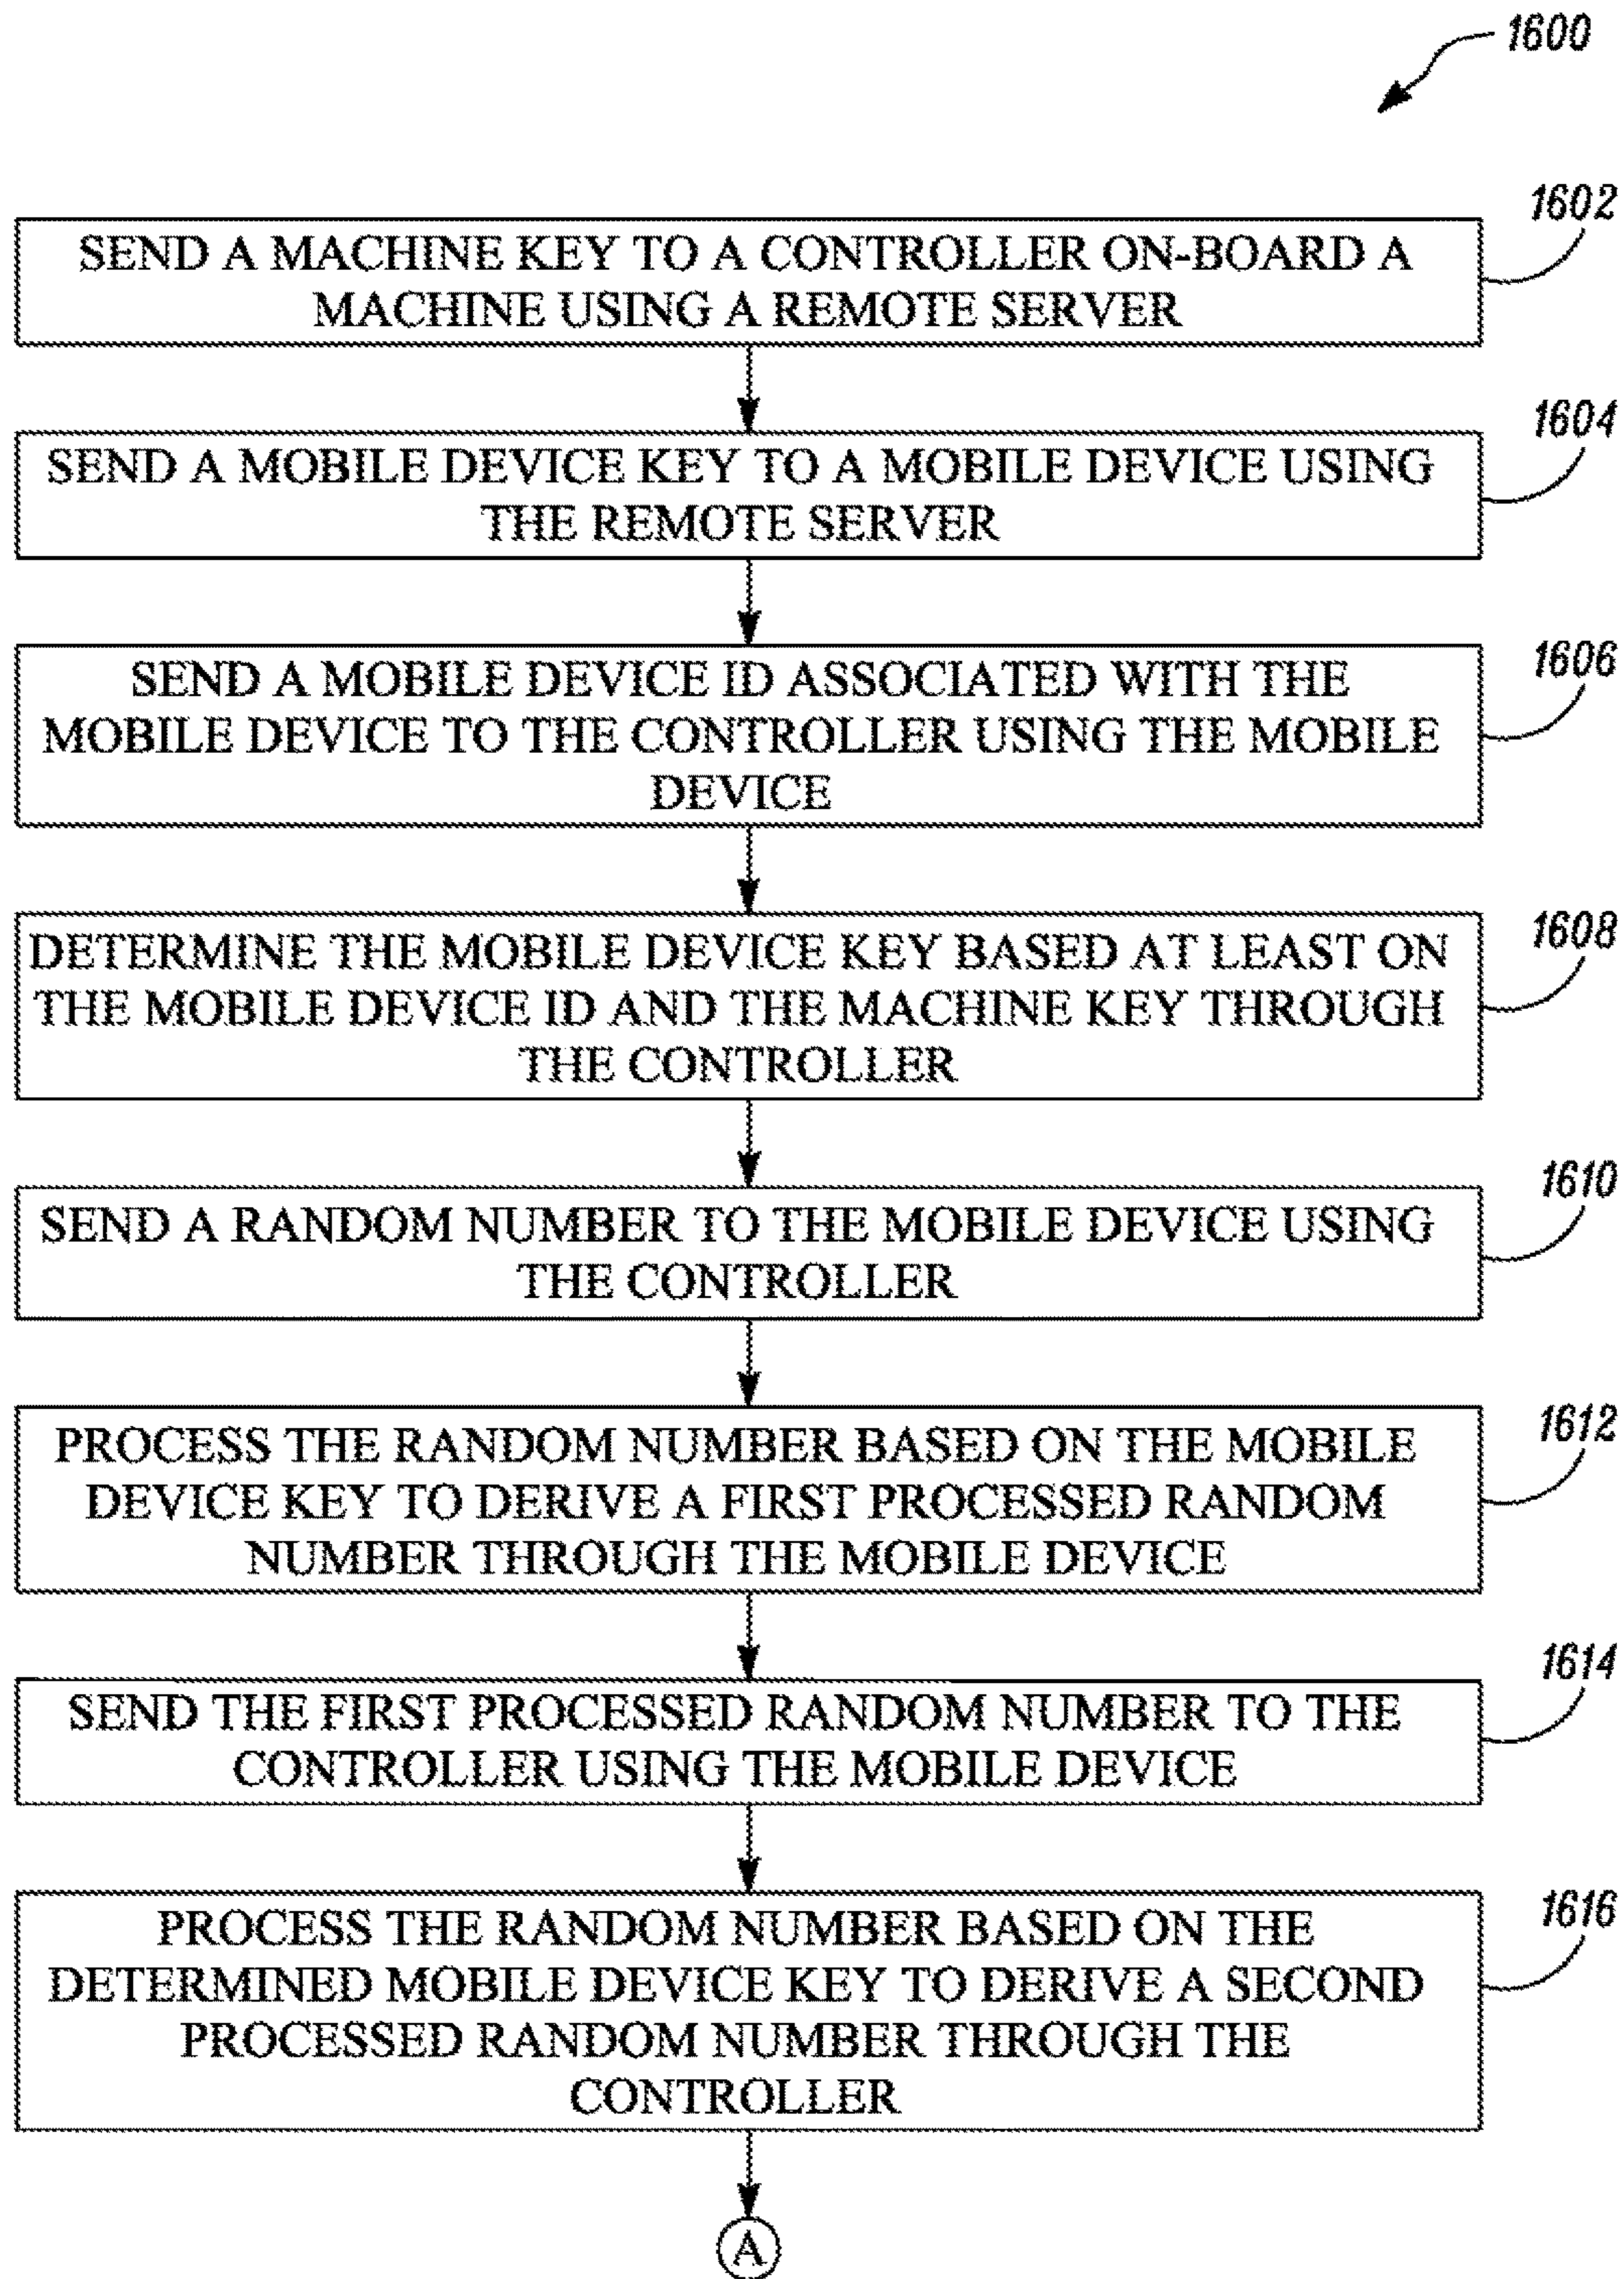 1600
1602
SEND A MACHINE KEY TO A CONTROLLER ON-BOARD A
MACHINE USING A REMOTE SERVER
1604
SEND A MOBILE DEVICE KEY TO A MOBILE DEVICE USING
THE REMOTE SERVER
1606
SEND A MOBILE DEVICE ID ASSOCIATED WITH THE
MOBILE DEVICE TO THE CONTROLLER USING THE MOBILE
DEVICE
1608
DETERMINE THE MOBILE DEVICE KEY BASED AT LEAST ON
THE MOBILE DEVICE ID AND THE MACHINE KEY THROUGH
THE CONTROLLER
1610
SEND A RANDOM NUMBER TO THE MOBILE DEVICE USING
THE CONTROLLER
1612
PROCESS THE RANDOM NUMBER BASED ON THE MOBILE
DEVICE KEY TO DERIVE A FIRST PROCESSED RANDOM
NUMBER THROUGH THE MOBILE DEVICE
1614
SEND THE FIRST PROCESSED RANDOM NUMBER TO THE
CONTROLLER USING THE MOBILE DEVICE
1616
PROCESS THE RANDOM NUMBER BASED ON THE
DETERMINED MOBILE DEVICE KEY TO DERIVE A SECOND
PROCESSED RANDOM NUMBER THROUGH THE
CONTROLLER
A